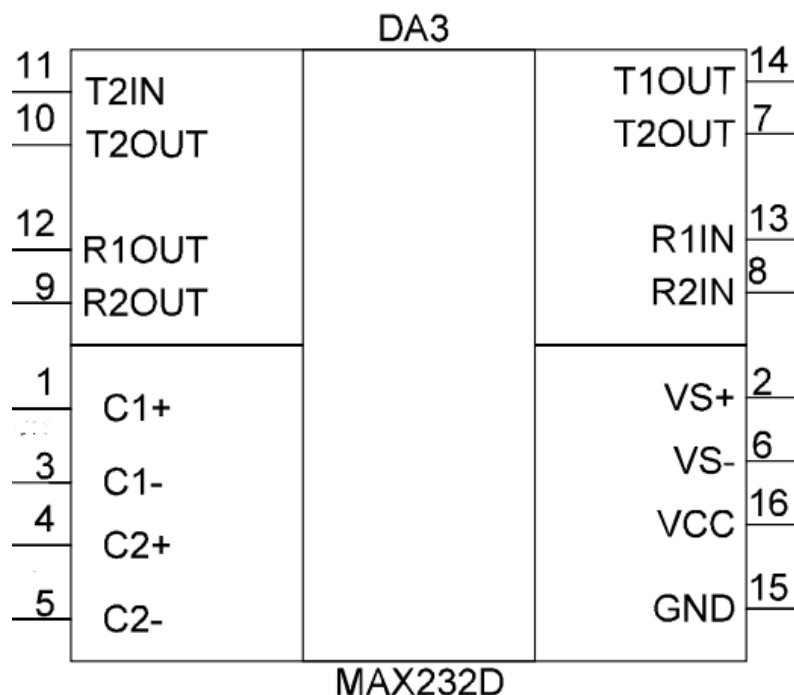 DA3
11 T2IN T1OUT 14
10 T2OUT T2OUT 7
12 R1OUT R1IN 13
9 R2OUT R2IN 8
1 C1+ VS+ 2
3 C1- VS- 6
4 C2+ VCC 16
5 C2- GND 15
MAX232D